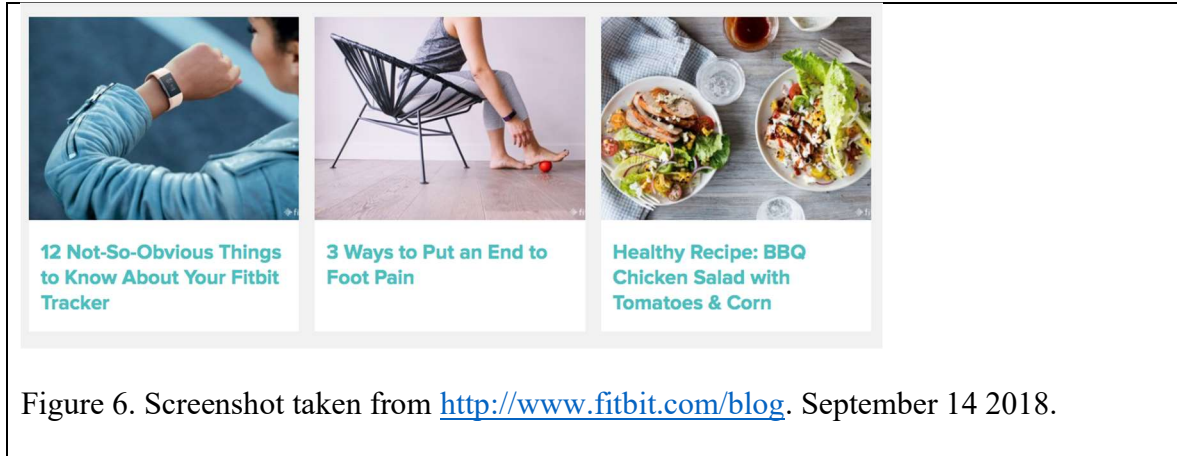 12 Not-So-Obvious Things
to Know About Your Fitbit
Tracker
3 Ways to Put an End to
Foot Pain
Healthy Recipe: BBQ
Chicken Salad with
Tomatoes & Corn
Figure 6. Screenshot taken from http://www.fitbit.com/blog. September 14 2018.